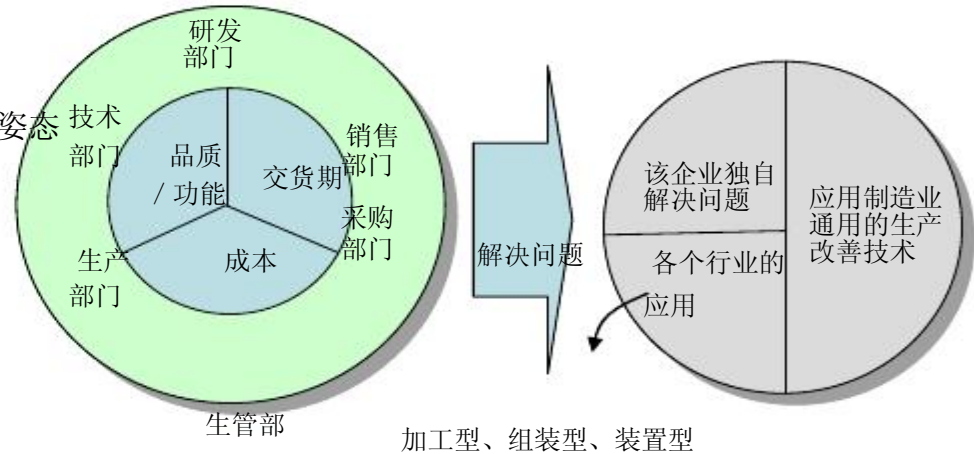 研发
部门
姿态
技术
部门
销售
部门
品质
/ 功能
交货期
采购
部门
生产
部门
成本
生管部
解决问题
该企业独自
解决问题
各个行业的
应用
应用制造业
通用的生产
改善技术
加工型、组装型、装置型